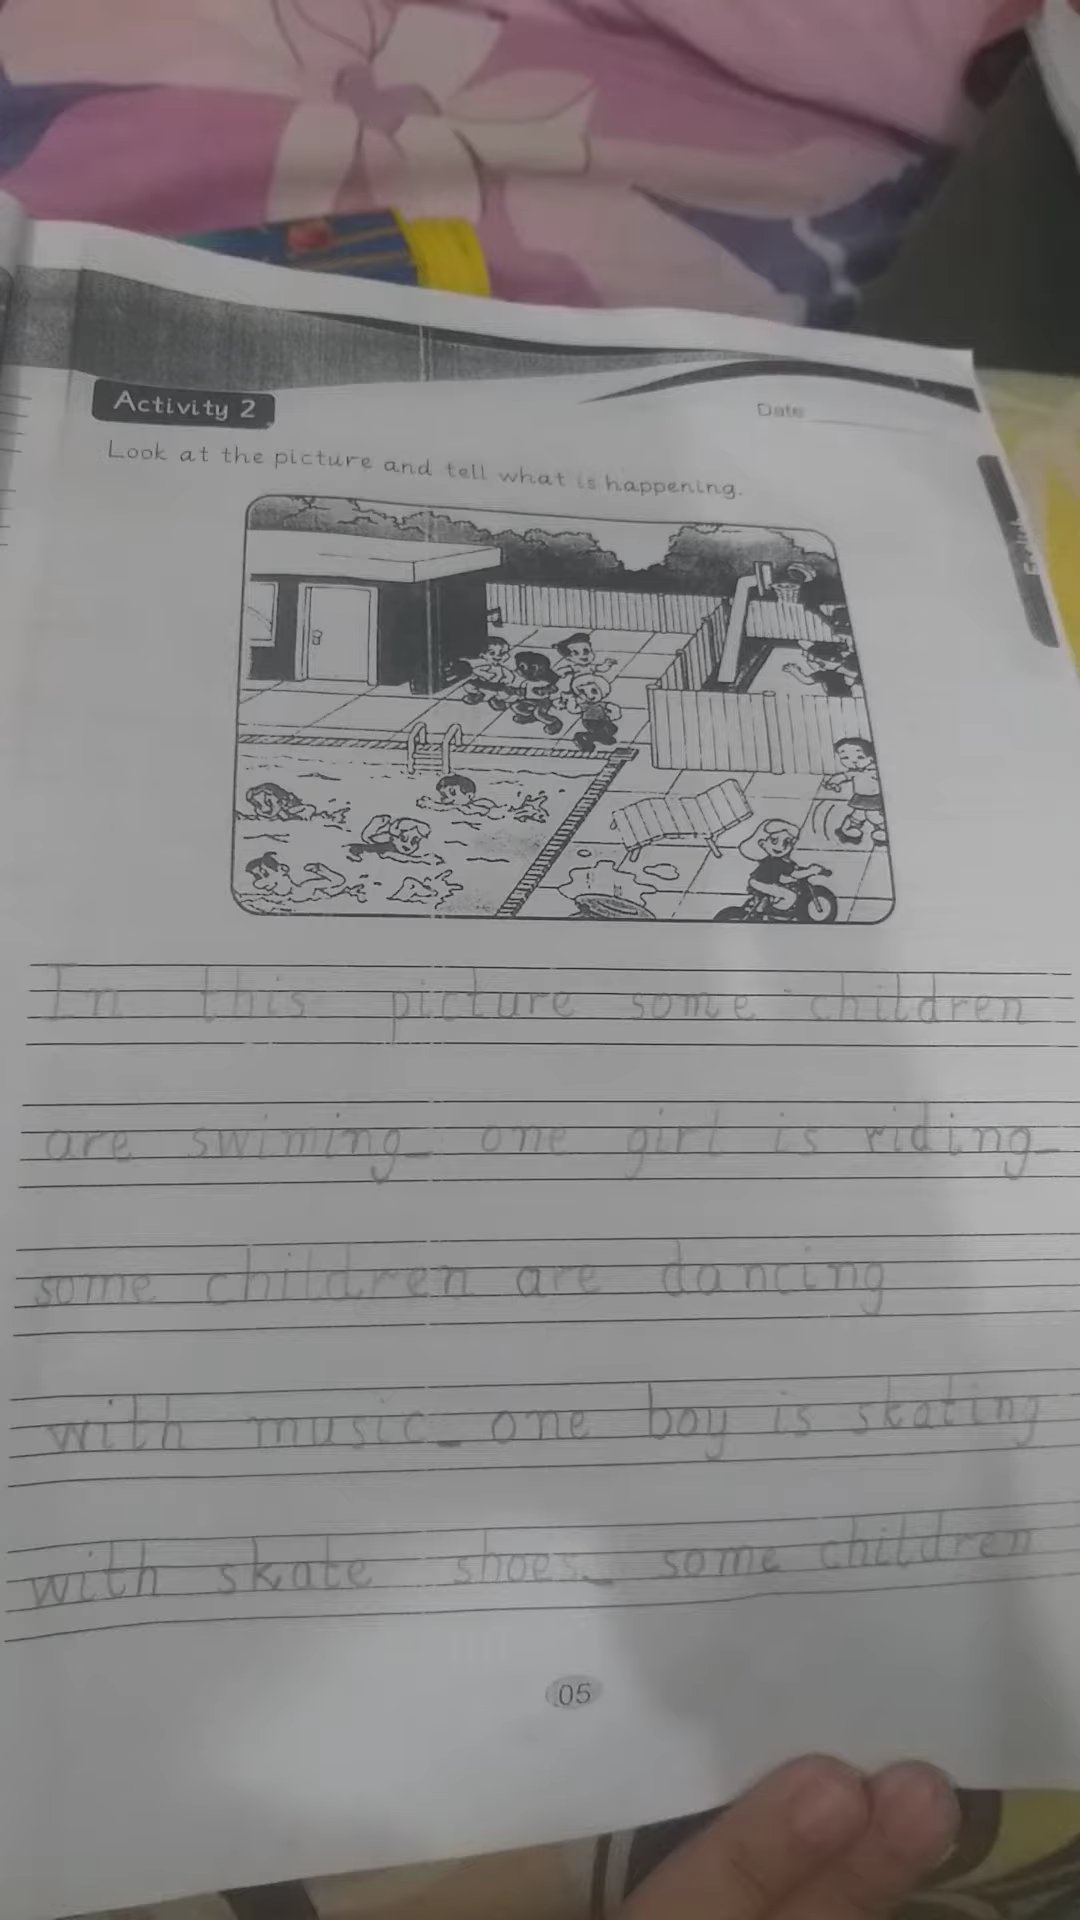 Activity 2
Date
Look at the picture and tell what is happening.
In this picture some children
are swiming one girl is riding
some children are dancing
with music one boy is skating
with skate shoes. some children
05